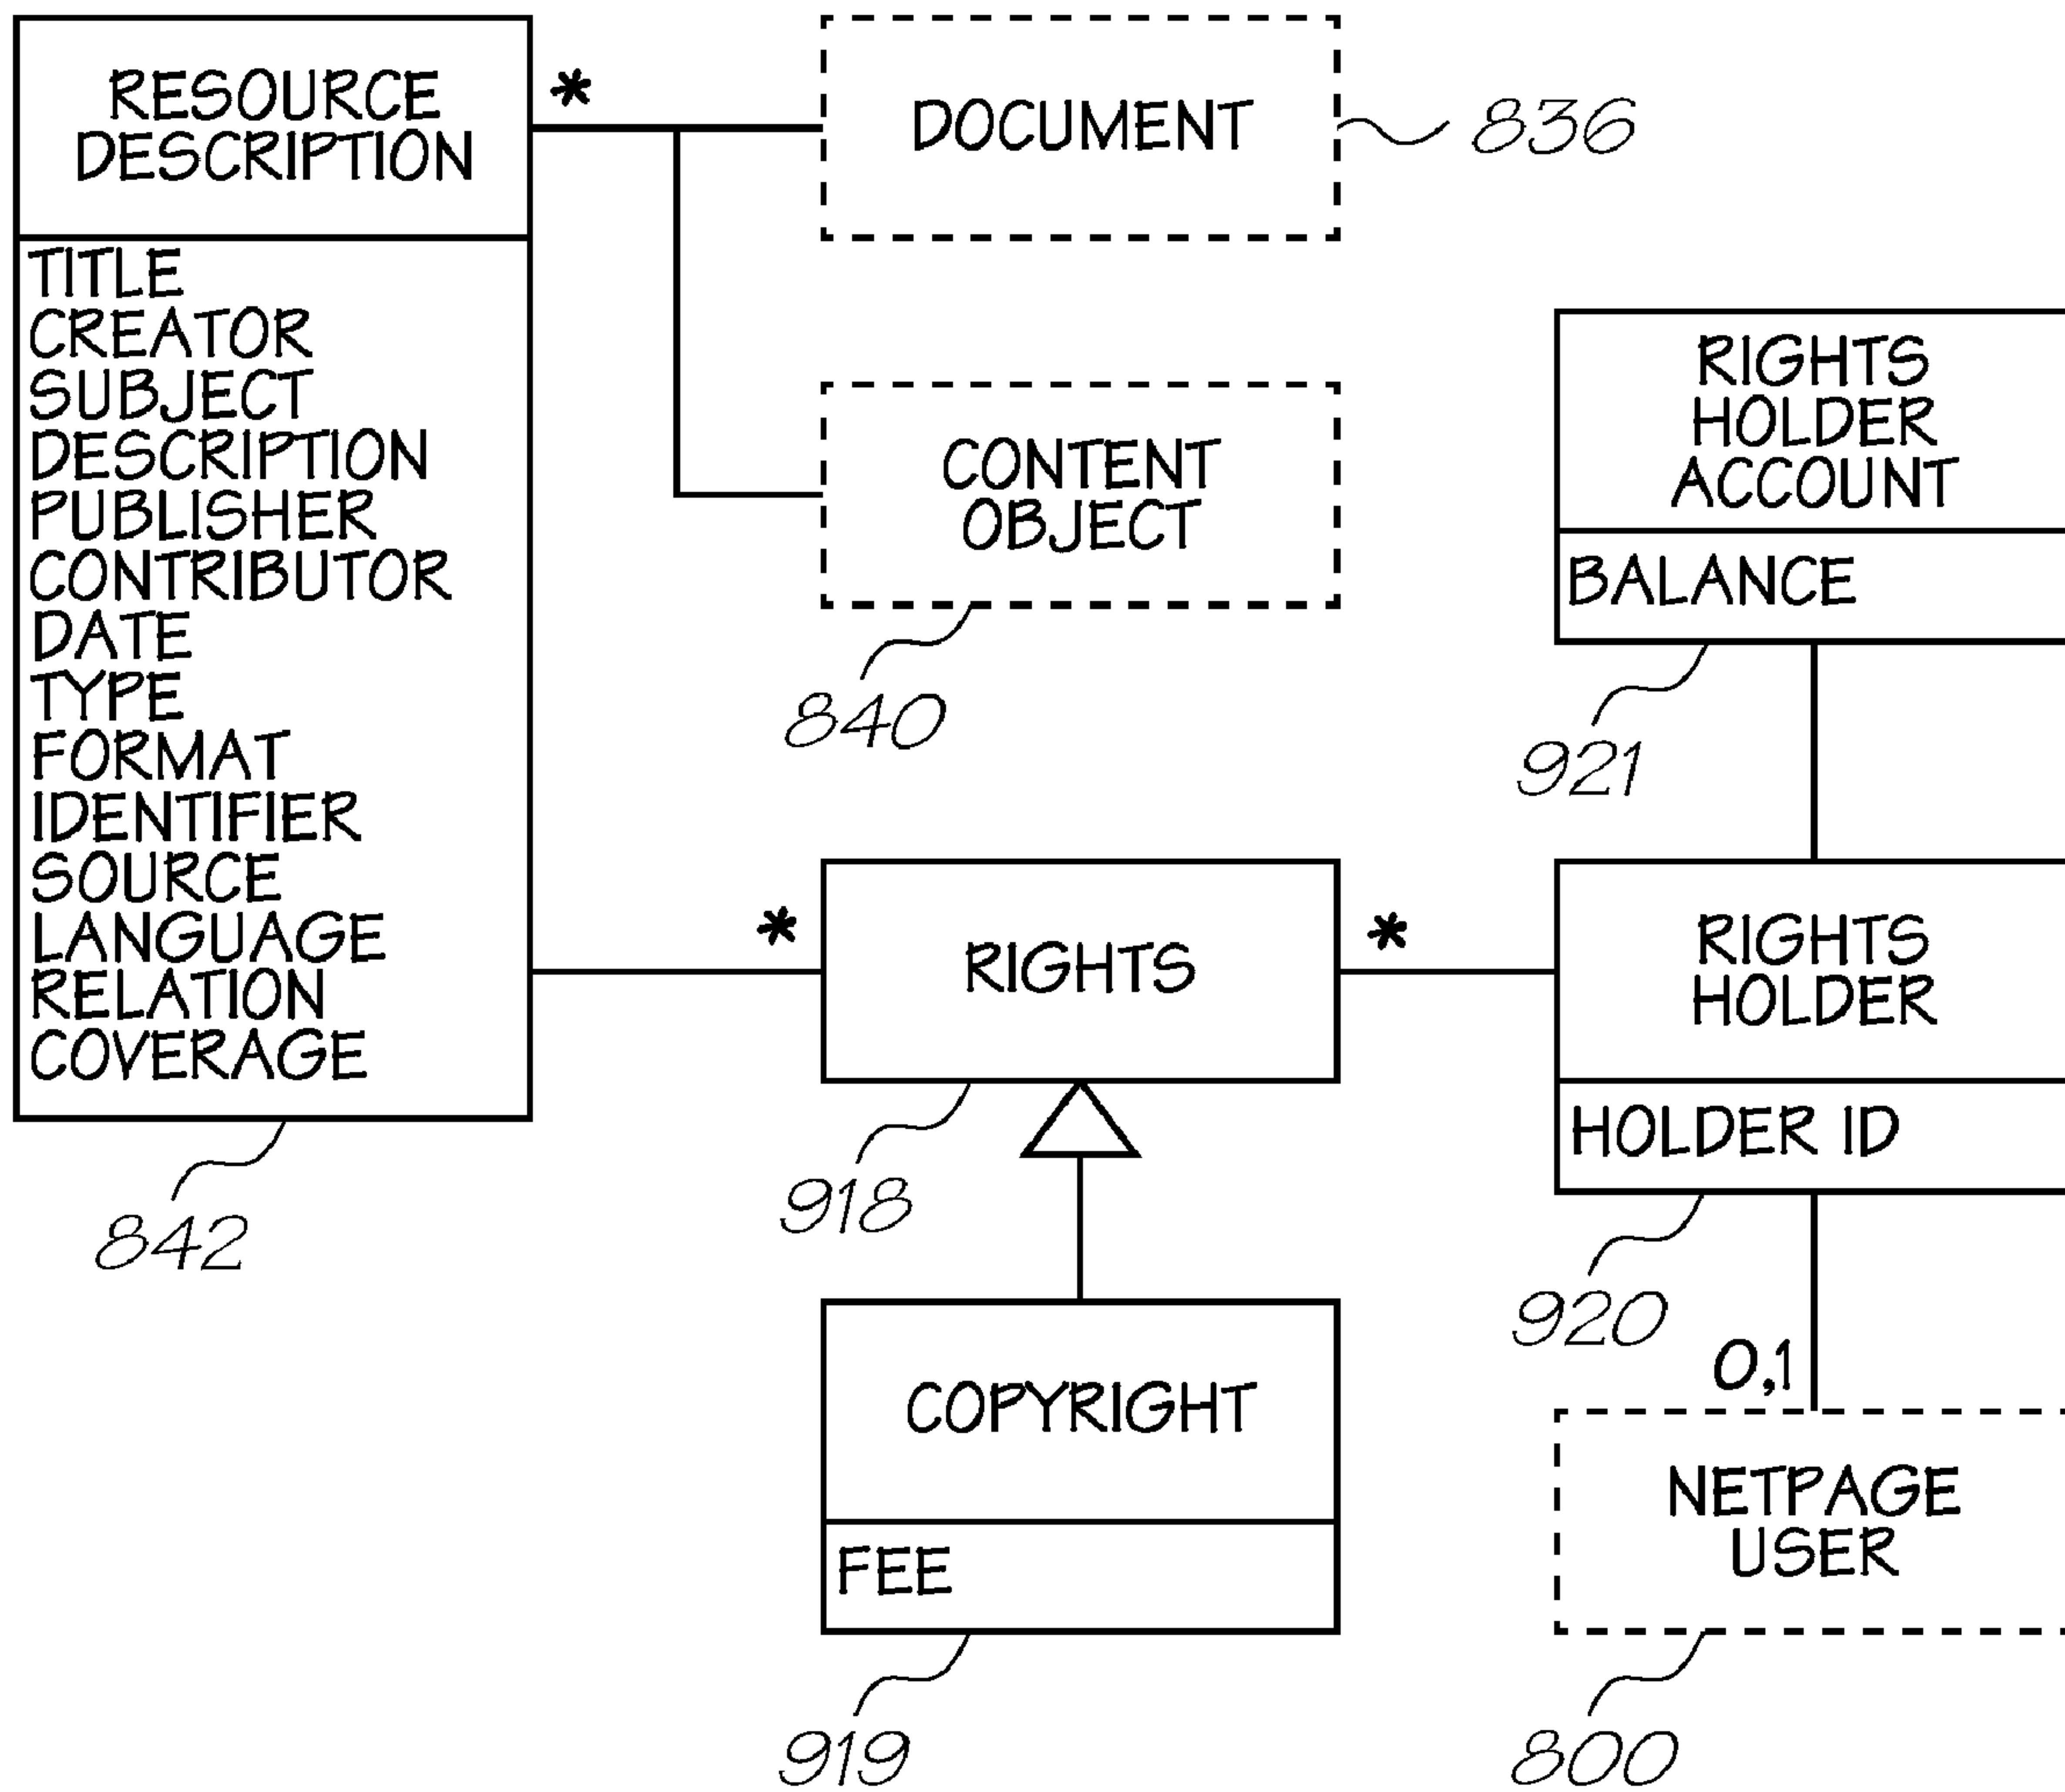 RESOURCE
DESCRIPTION
*
TITLE
CREATOR
SUBJECT
DESCRIPTION
PUBLISHER
CONTRIBUTOR
DATE
TYPE
FORMAT
IDENTIFIER
SOURCE
LANGUAGE
RELATION
COVERAGE
842
DOCUMENT
836
CONTENT
OBJECT
840
RIGHTS
HOLDER
ACCOUNT
BALANCE
921
*
RIGHTS
*
918
RIGHTS
HOLDER
HOLDER ID
920
0,1
COPYRIGHT
FEE
919
NETPAGE
USER
800